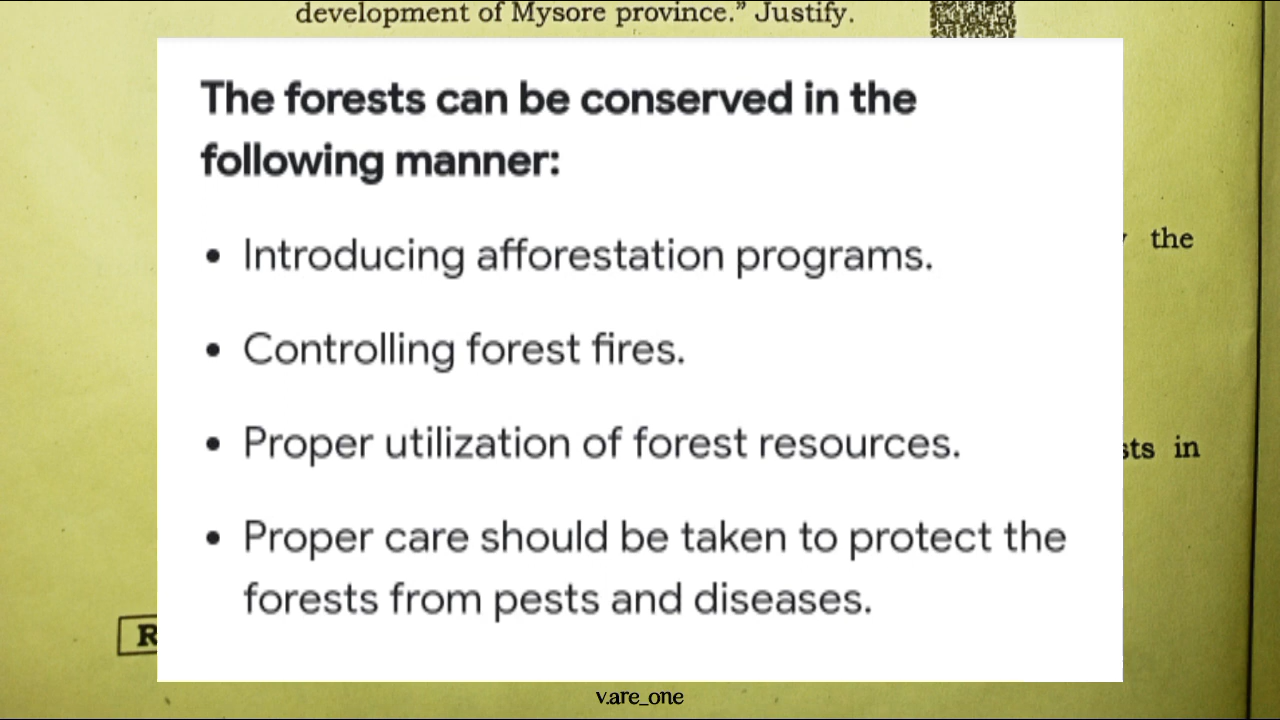 development of Mysore province.” Justify.
The forests can be conserved in the
following manner:
• Introducing afforestation programs.
the
• Controlling forest fires.
• Proper utilization of forest resources.
in
• Proper care should be taken to protect the
forests from pests and diseases.
R
v.are_one